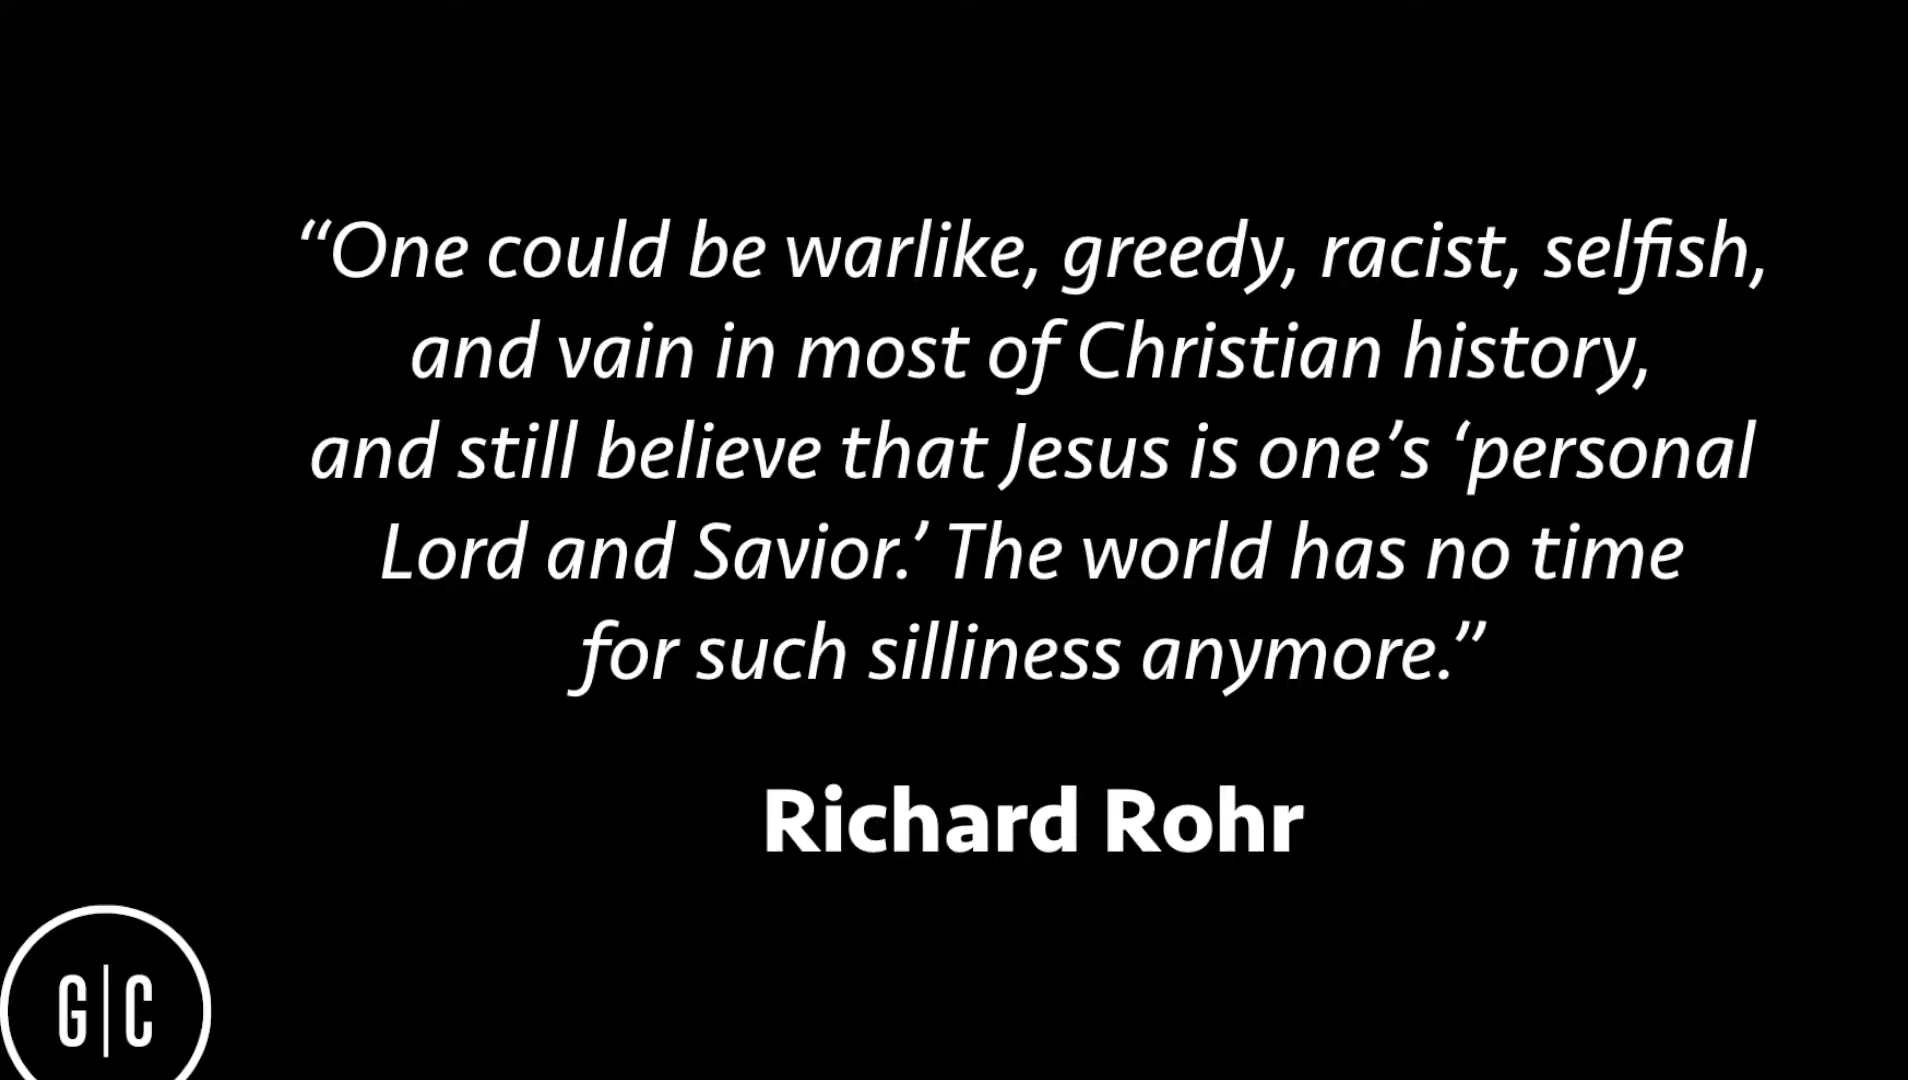 “One could be warlike, greedy, racist, selfish,
and vain in most of Christian history,
and still believe that Jesus is one’s ‘personal
Lord and Savior.’ The world has no time
for such silliness anymore.”
Richard Rohr
G|C